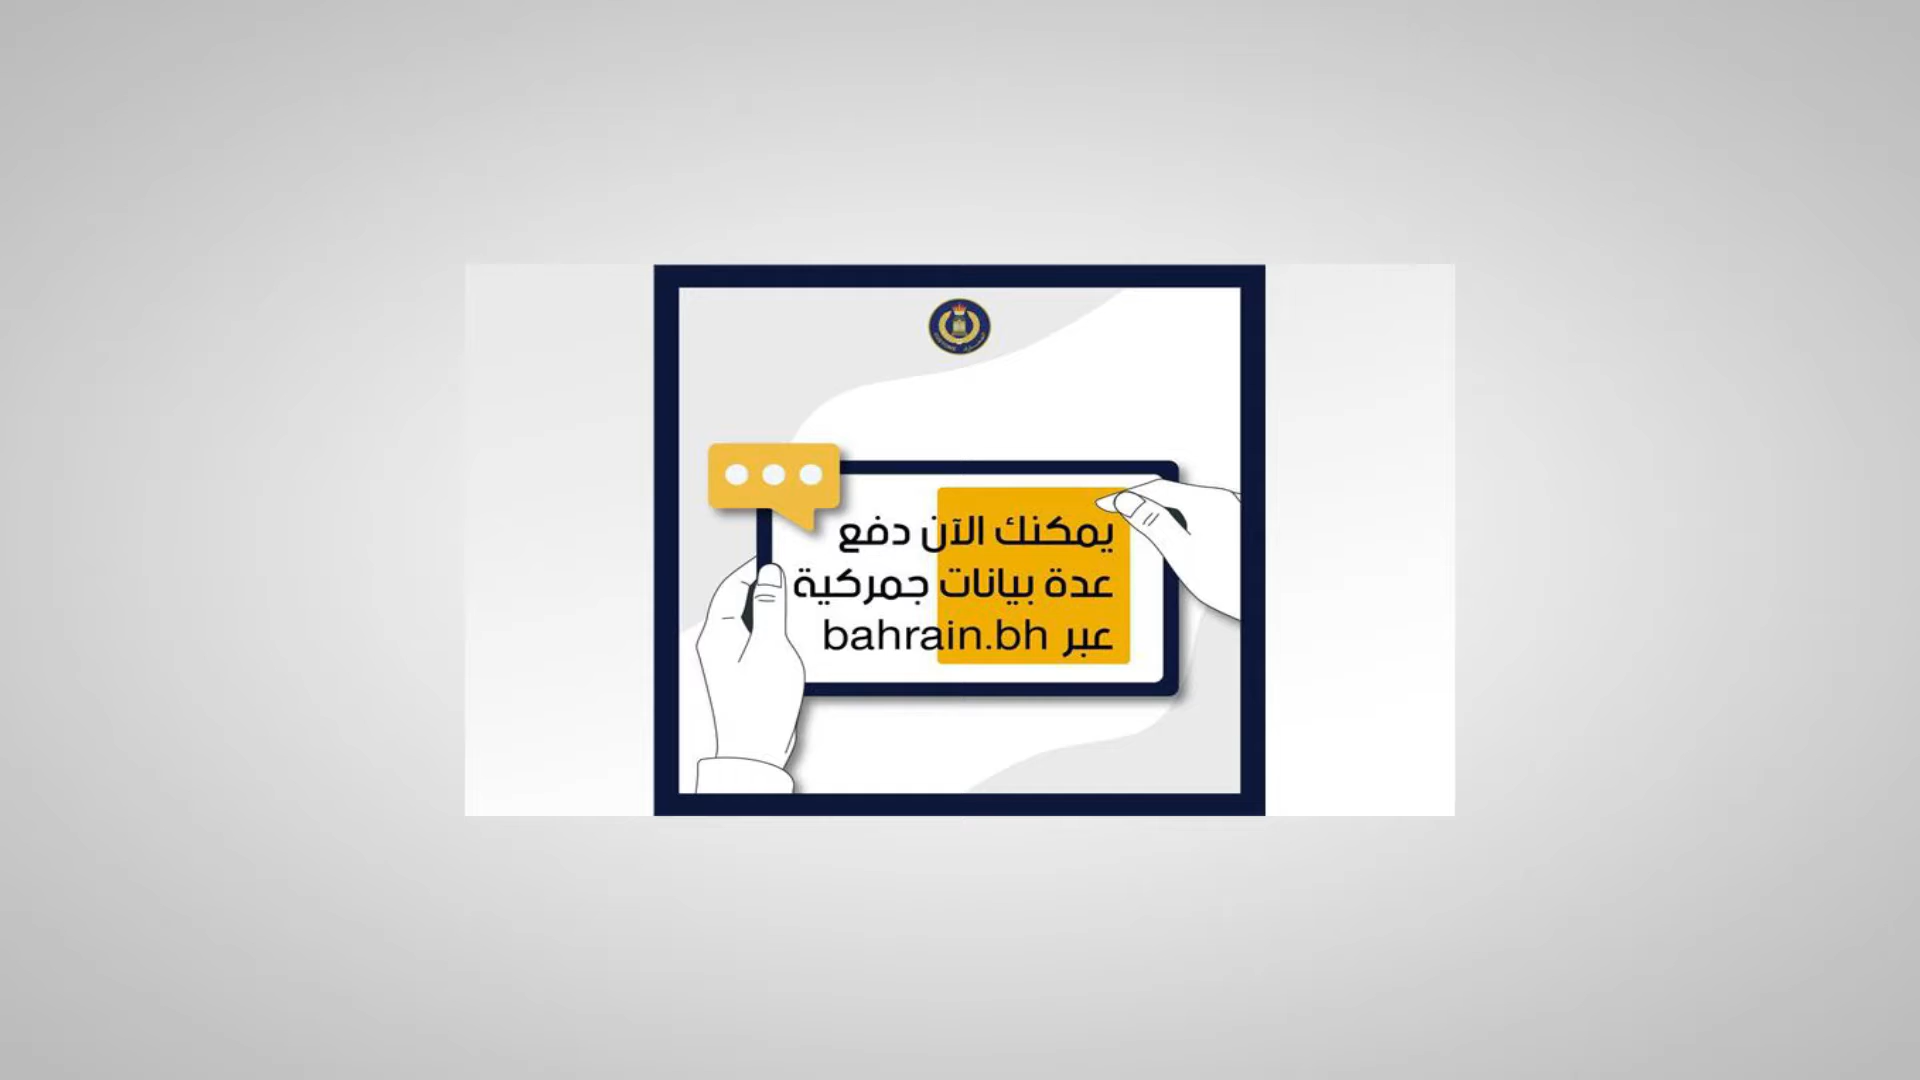 يمكنك الآن دفع
عدة بيانات جمركية
عبر bahrain.bh